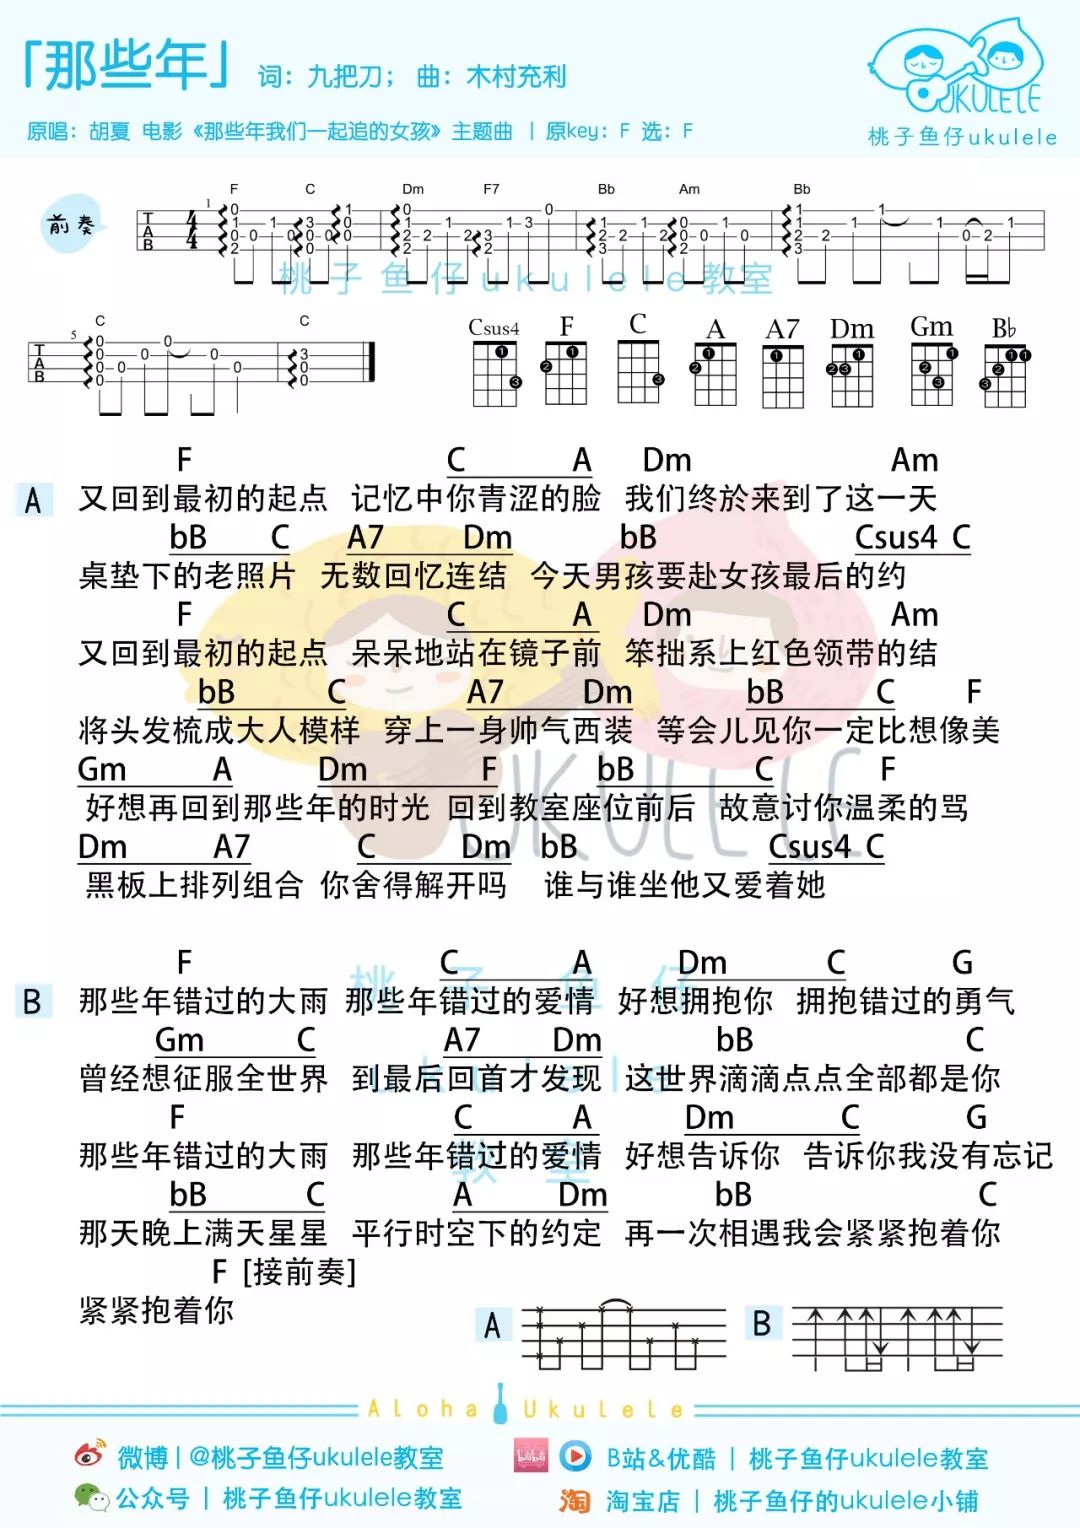 「那些年」 词：九把刀； 曲：木村充利
原唱：胡夏 电影《那些年我们一起追的女孩》主题曲 | 原key：F 选：F
UKULELE
桃子鱼仔ukulele
前奏
F C Dm F7 Bb Am Bb
桃子鱼仔ukulele教室
C C
Csus4 F C A A7 Dm Gm B♭
F C A Dm Am
A 又回到最初的起点 记忆中你青涩的脸 我们终於来到了这一天
bB C A7 Dm bB Csus4 C
桌垫下的老照片 无数回忆连结 今天男孩要赴女孩最后的约
F C A Dm Am
又回到最初的起点 呆呆地站在镜子前 笨拙系上红色领带的结
bB C A7 Dm bB C F
将头发梳成大人模样 穿上一身帅气西装 等会儿见你一定比想像美
Gm A Dm F bB C F
好想再回到那些年的时光 回到教室座位前后 故意讨你温柔的骂
Dm A7 C Dm bB Csus4 C
黑板上排列组合 你舍得解开吗 谁与谁坐他又爱着她
UKULELE
F C A Dm C G
B 那些年错过的大雨 那些年错过的爱情 好想拥抱你 拥抱错过的勇气
Gm C A7 Dm bB C
曾经想征服全世界 到最后回首才发现 这世界滴滴点点全部都是你
F C A Dm C G
那些年错过的大雨 那些年错过的爱情 好想告诉你 告诉你我没有忘记
bB C A Dm bB C
那天晚上满天星星 平行时空下的约定 再一次相遇我会紧紧抱着你
F [接前奏]
紧紧抱着你
桃子鱼仔
ukulele
教室
A B
Aloha Ukulele
微博 | @桃子鱼仔ukulele教室 B站&优酷 | 桃子鱼仔ukulele教室
公众号 | 桃子鱼仔ukulele教室 淘 淘宝店 | 桃子鱼仔的ukulele小铺